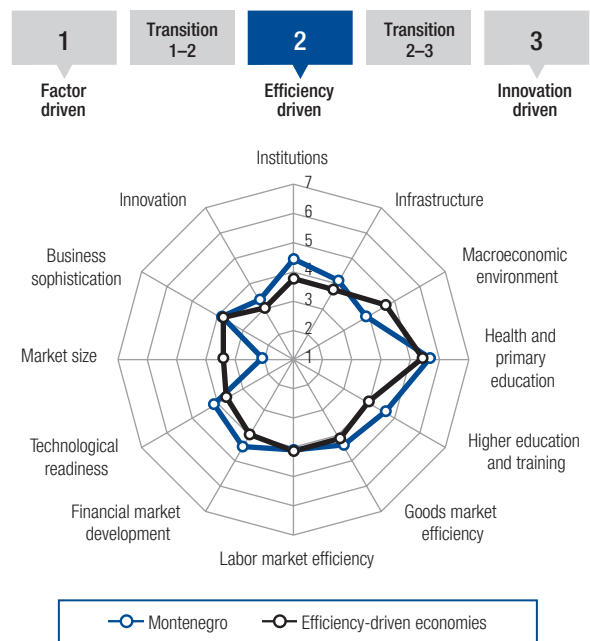 1
Transition
1–2
2
Transition
2–3
3
Factor
driven
Efficiency
driven
Innovation
driven
Institutions
Infrastructure
Macroeconomic
environment
Health and
primary
education
Higher education
and training
Goods market
efficiency
Labor market efficiency
Financial market
development
Technological
readiness
Market size
Business
sophistication
Innovation
7
6
5
4
3
2
1
Montenegro
Efficiency-driven economies